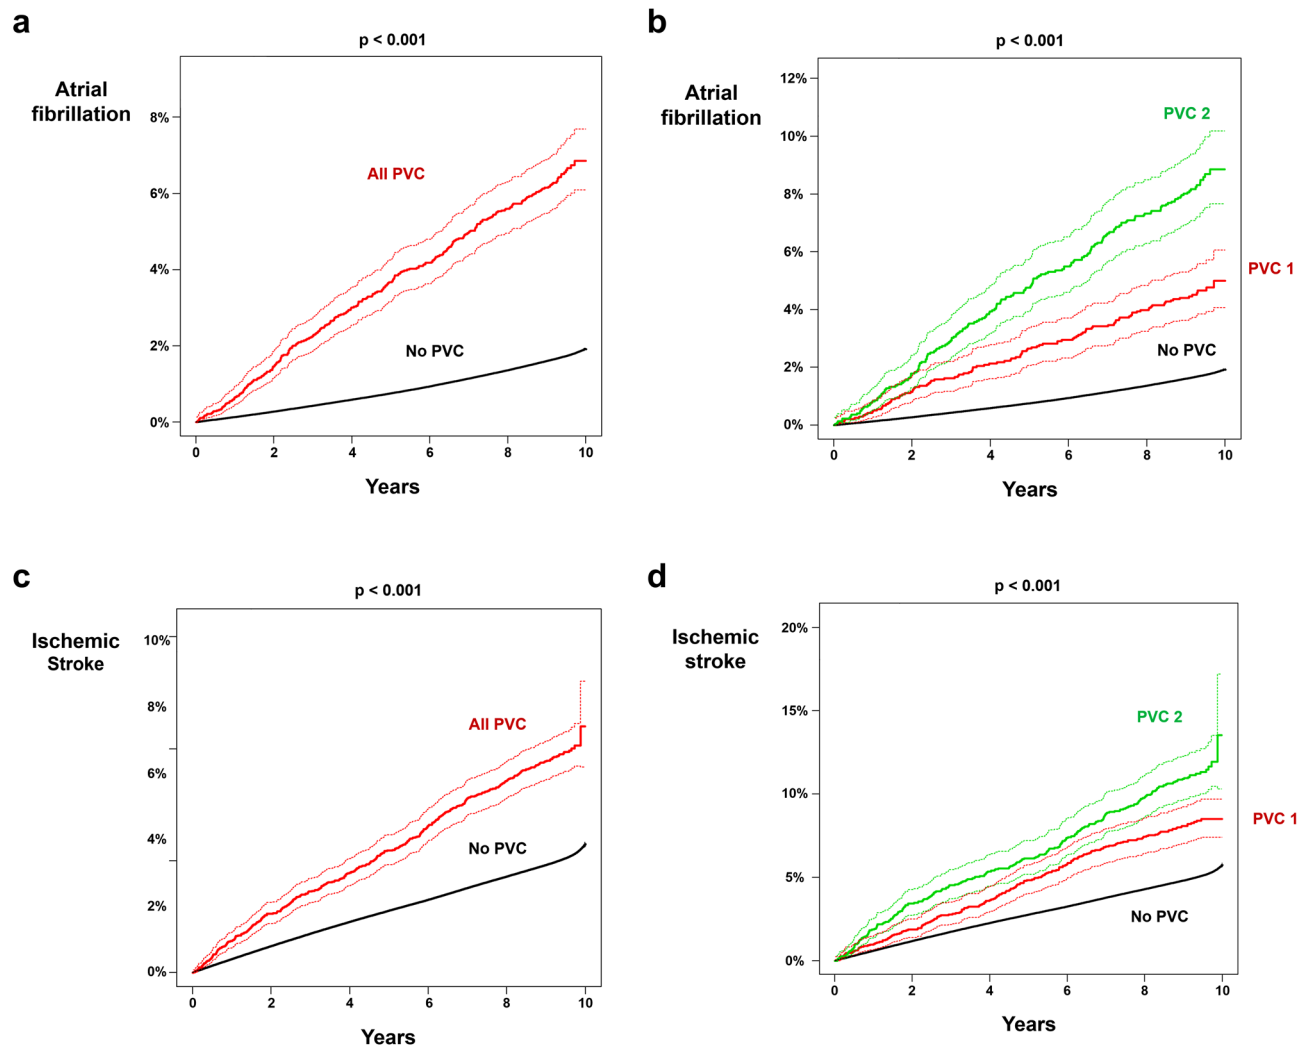 a
p < 0.001
Atrial
fibrillation
8%
6%
4%
2%
0%
All PVC
No PVC
0 2 4 6 8 10
Years
b
p < 0.001
Atrial
fibrillation
12%
10%
8%
6%
4%
2%
0%
PVC 2
PVC 1
No PVC
0 2 4 6 8 10
Years
c
p < 0.001
Ischemic
Stroke
10%
8%
6%
4%
2%
0%
All PVC
No PVC
0 2 4 6 8 10
Years
d
p < 0.001
Ischemic
stroke
20%
15%
10%
5%
0%
PVC 2
PVC 1
No PVC
0 2 4 6 8 10
Years